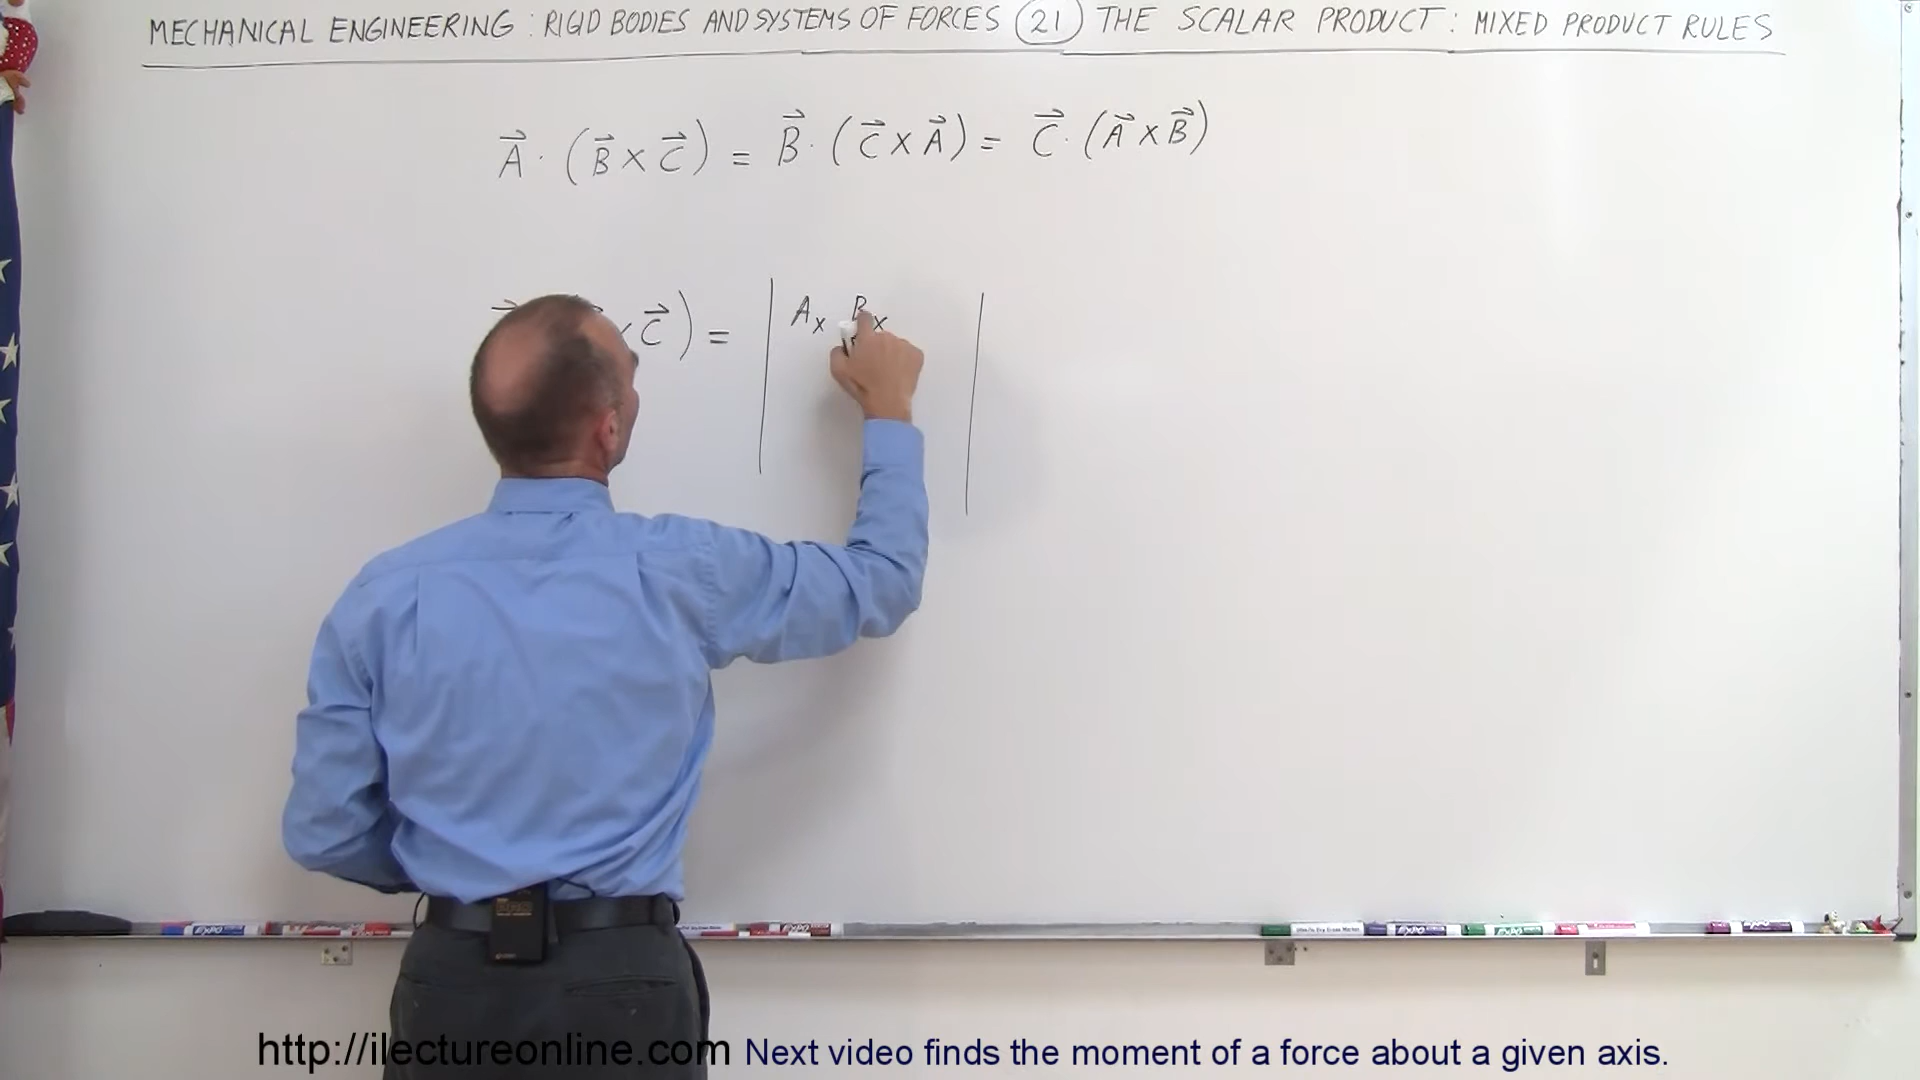 MECHANICAL ENGINEERING : RIGID BODIES AND SYSTEMS OF FORCES 21 THE SCALAR PRODUCT : MIXED PRODUCT RULES
A⃗ · (B⃗ × C⃗) = B⃗ · (C⃗ × A⃗) = C⃗ · (A⃗ × B⃗)
× C⃗) = | Aₓ Bₓ |
http://ilectureonline.com Next video finds the moment of a force about a given axis.